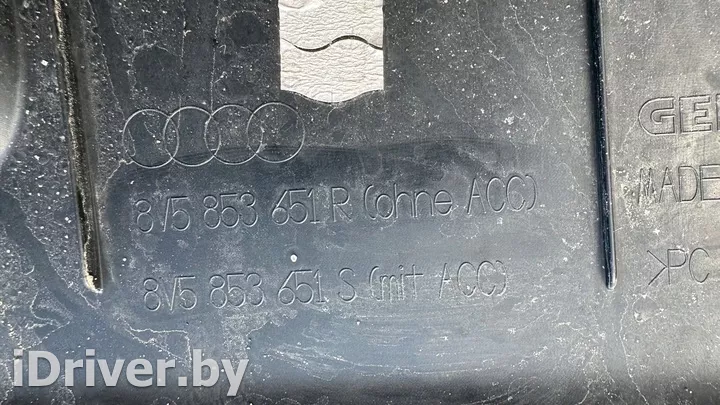 8V5 853 651 R (ohne ACC)
8V5 853 651 S (mit ACC)
GE
MADE
>PC
iDriver.by